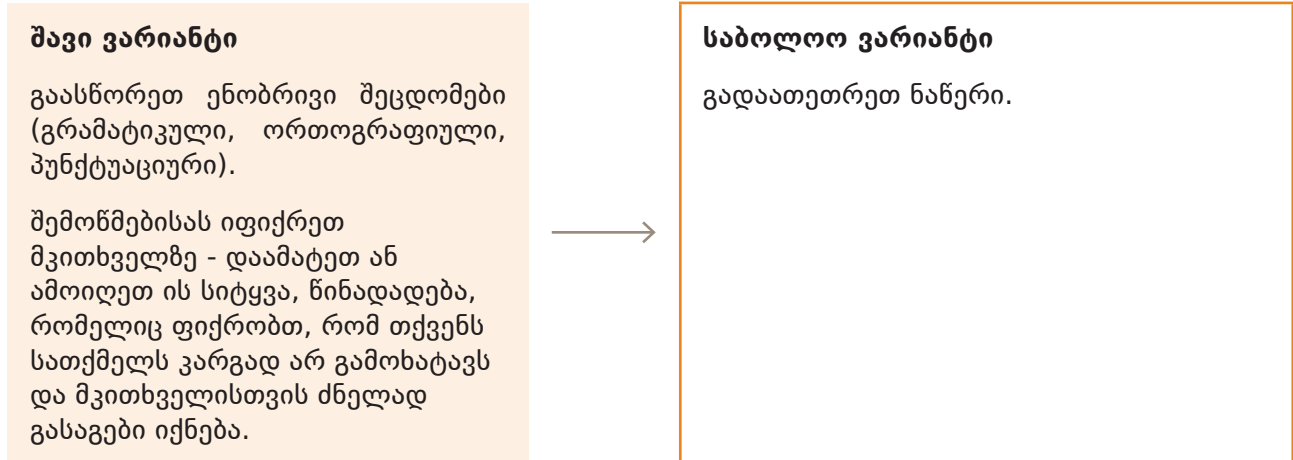 შავი ვარიანტი
გაასწორეთ ენობრივი შეცდომები
(გრამატიკული, ორთოგრაფიული,
პუნქტუაციური).
შემოწმებისას იფიქრეთ
მკითხველზე - დაამატეთ ან
ამოიღეთ ის სიტყვა, წინადადება,
რომელიც ფიქრობთ, რომ თქვენს
სათქმელს კარგად არ გამოხატავს
და მკითხველისთვის ძნელად
გასაგები იქნება.
საბოლოო ვარიანტი
გადაათეთრეთ ნაწერი.